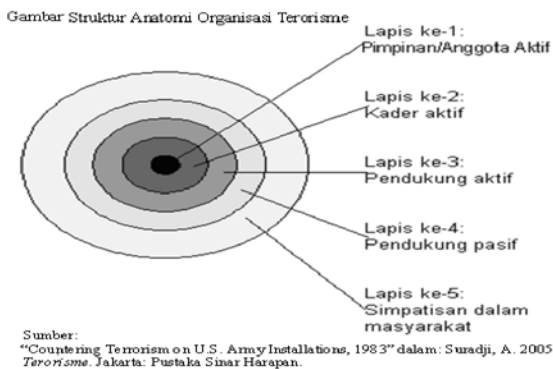 Gambar Struktur Anatomi Organisasi Terorisme
Lapis ke-1:
Pimpinan/Anggota Aktif
Lapis ke-2:
Kader aktif
Lapis ke-3:
Pendukung aktif
Lapis ke-4:
Pendukung pasif
Lapis ke-5:
Simpatisan dalam
masyarakat
Sumber:
“Countering Terrorism on U.S. Army Installations, 1983” dalam: Suradji, A. 2005
Terorisme. Jakarta: Pustaka Sinar Harapan.